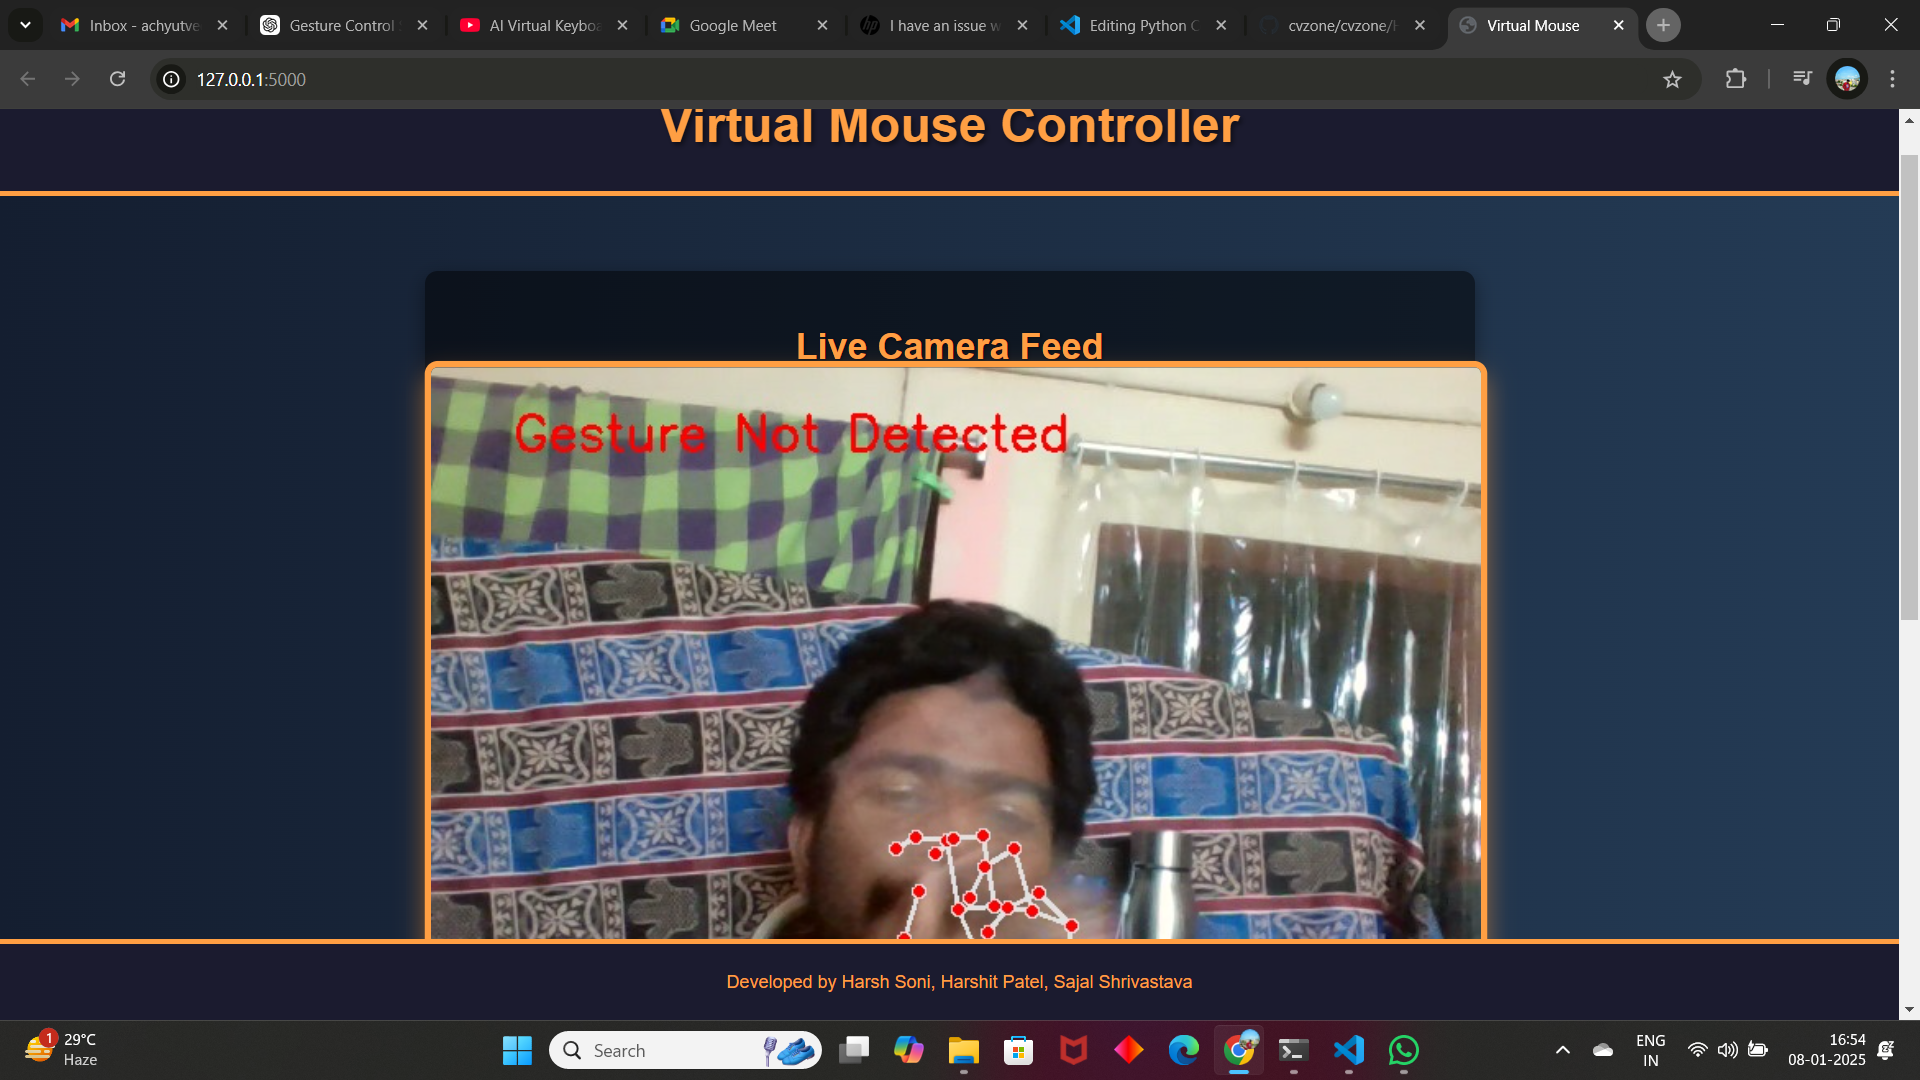 Inbox - achyutve
Gesture Control S
AI Virtual Keyboa
Google Meet
I have an issue w
Editing Python C
cvzone/cvzone/H
Virtual Mouse
127.0.0.1:5000
Virtual Mouse Controller
Live Camera Feed
Gesture Not Detected
Developed by Harsh Soni, Harshit Patel, Sajal Shrivastava
1
29°C
Haze
Search
ENG
IN
16:54
08-01-2025